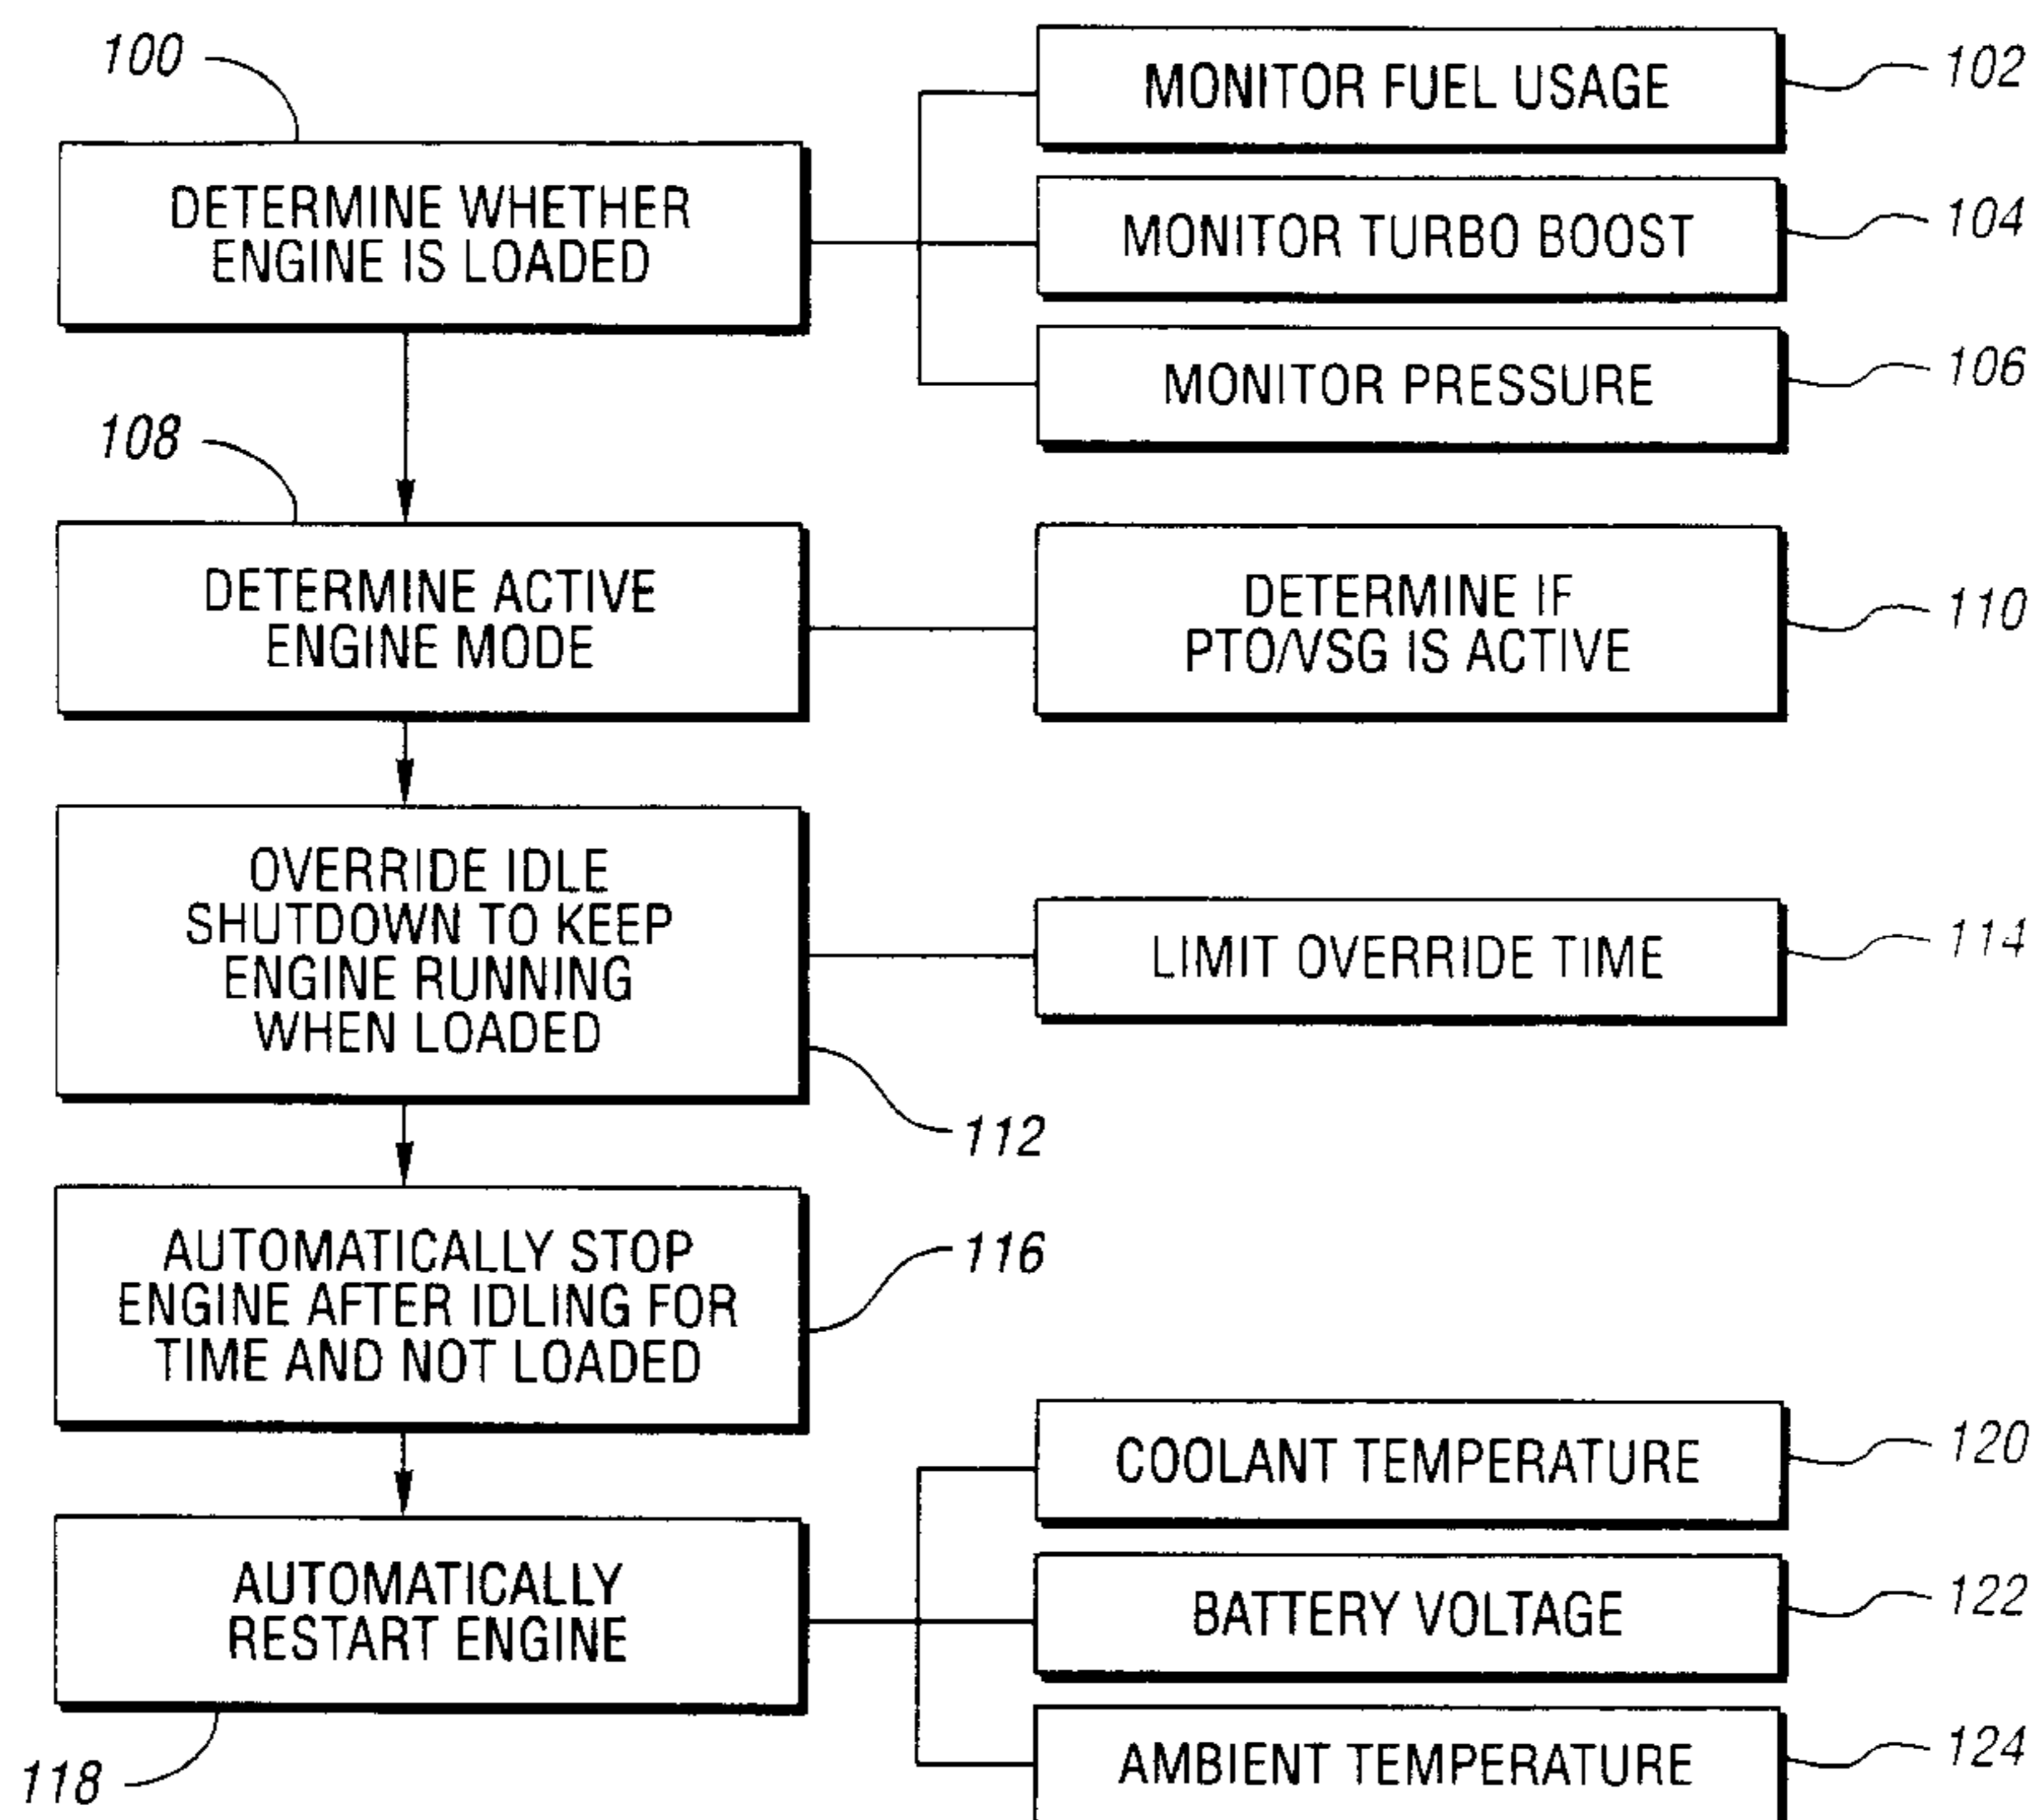 100
DETERMINE WHETHER
ENGINE IS LOADED
MONITOR FUEL USAGE
102
MONITOR TURBO BOOST
104
MONITOR PRESSURE
106
108
DETERMINE ACTIVE
ENGINE MODE
DETERMINE IF
PTO/VSG IS ACTIVE
110
OVERRIDE IDLE
SHUTDOWN TO KEEP
ENGINE RUNNING
WHEN LOADED
112
LIMIT OVERRIDE TIME
114
AUTOMATICALLY STOP
ENGINE AFTER IDLING FOR
TIME AND NOT LOADED
116
AUTOMATICALLY
RESTART ENGINE
118
COOLANT TEMPERATURE
120
BATTERY VOLTAGE
122
AMBIENT TEMPERATURE
124